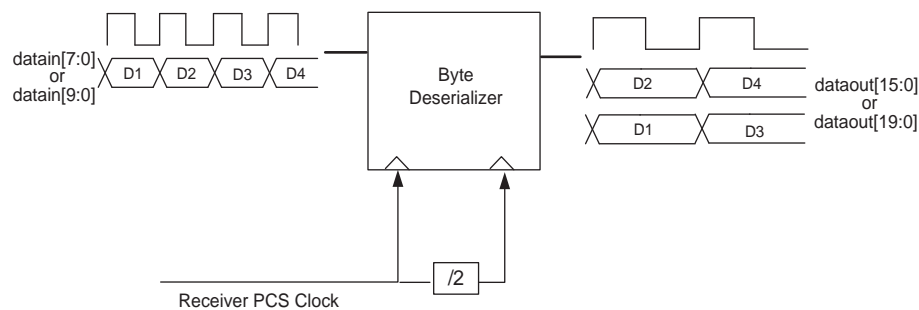 datain[7:0]
or
datain[9:0]
D1 D2 D3 D4
Byte
Deserializer
D2 D4
D1 D3
dataout[15:0]
or
dataout[19:0]
/2
Receiver PCS Clock